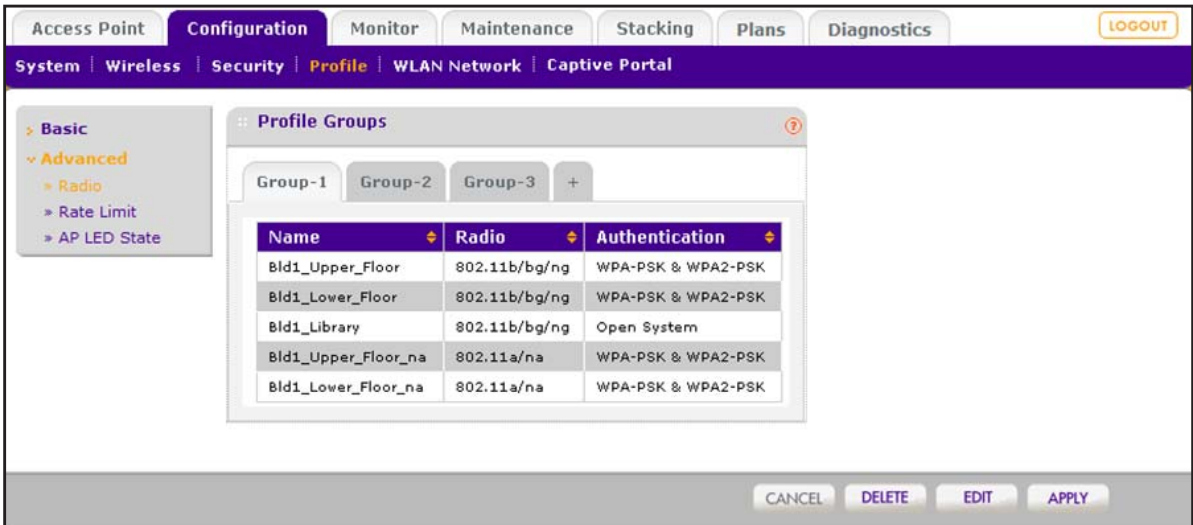 Access Point Configuration Monitor Maintenance Stacking Plans Diagnostics LOGOUT
System Wireless Security Profile WLAN Network Captive Portal
Basic
Advanced
» Radio
» Rate Limit
» AP LED State
Profile Groups ?
Group-1 Group-2 Group-3 +
Name Radio Authentication
Bld1_Upper_Floor 802.11b/bg/ng WPA-PSK & WPA2-PSK
Bld1_Lower_Floor 802.11b/bg/ng WPA-PSK & WPA2-PSK
Bld1_Library 802.11b/bg/ng Open System
Bld1_Upper_Floor_na 802.11a/na WPA-PSK & WPA2-PSK
Bld1_Lower_Floor_na 802.11a/na WPA-PSK & WPA2-PSK
CANCEL DELETE EDIT APPLY